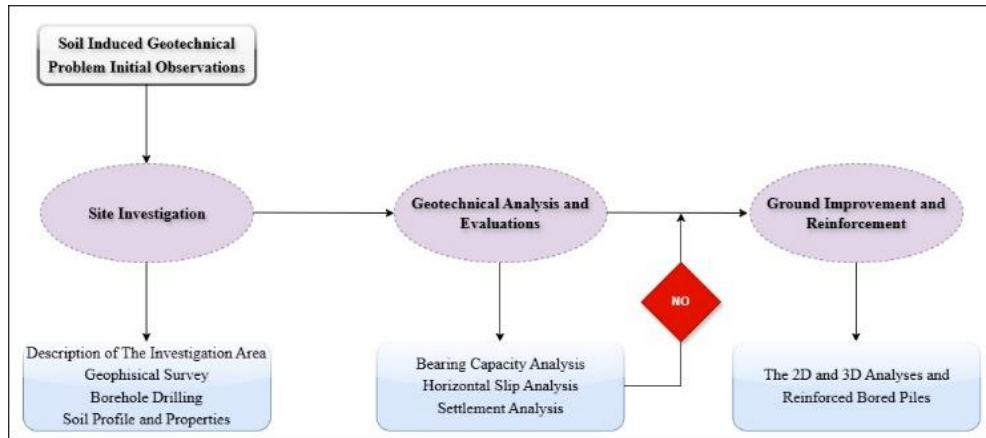 Soil Induced Geotechnical
Problem Initial Observations
Site Investigation
Geotechnical Analysis and
Evaluations
Ground Improvement and
Reinforcement
NO
Description of The Investigation Area
Geophisical Survey
Borehole Drilling
Soil Profile and Properties
Bearing Capacity Analysis
Horizontal Slip Analysis
Settlement Analysis
The 2D and 3D Analyses and
Reinforced Bored Piles